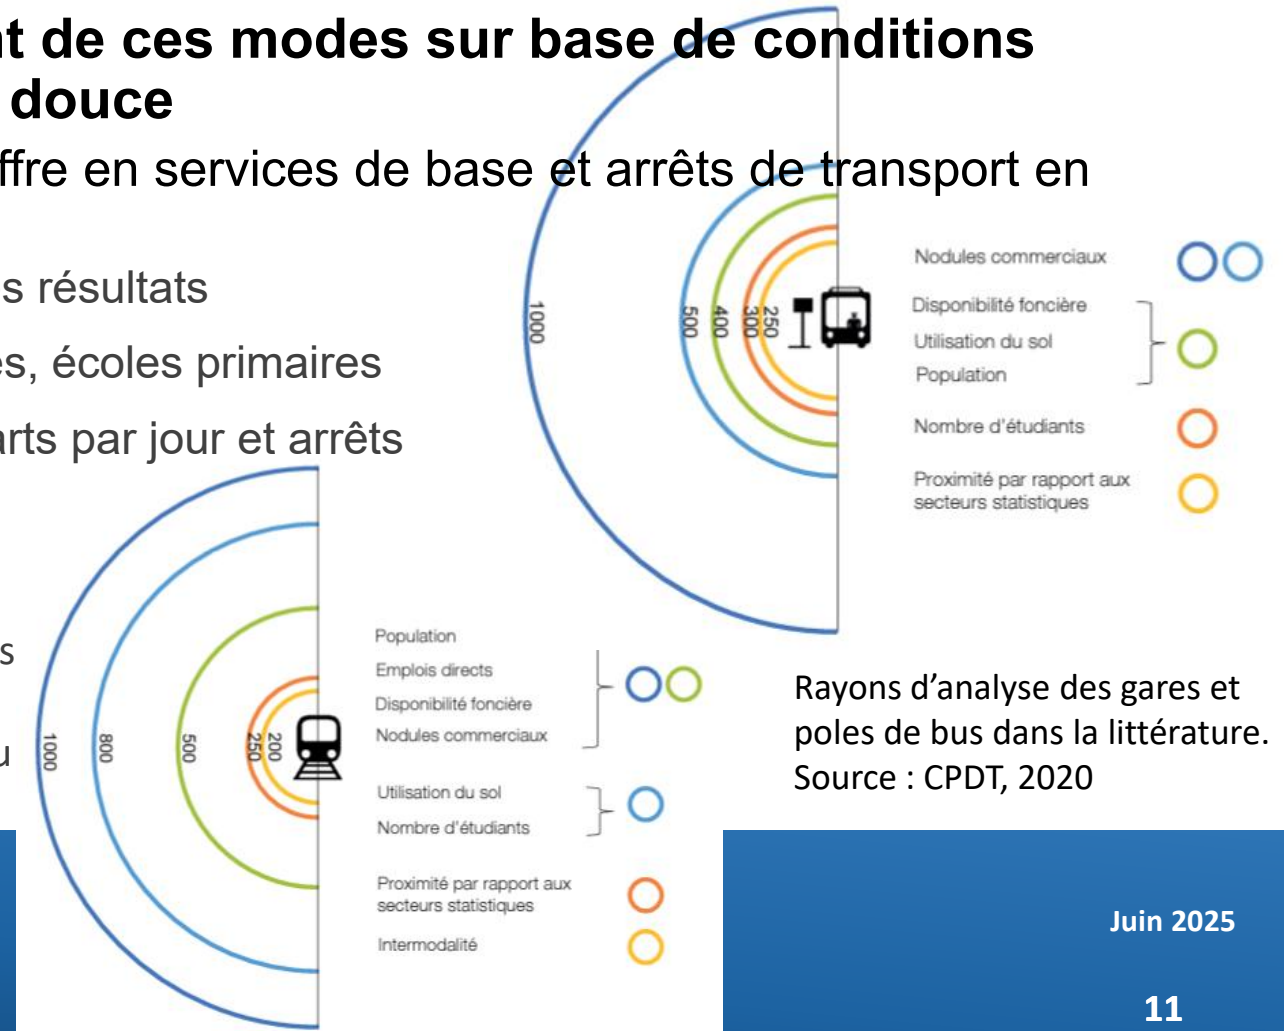 t de ces modes sur base de conditions
douce
ffre en services de base et arrêts de transport en
s résultats
es, écoles primaires
arts par jour et arrêts
s
u
1000
500
400
300
250
Nodules commerciaux
Disponibilité foncière
Utilisation du sol
Population
Nombre d'étudiants
Proximité par rapport aux
secteurs statistiques
1000
800
500
250
200
Population
Emplois directs
Disponibilité foncière
Nodules commerciaux
Utilisation du sol
Nombre d'étudiants
Proximité par rapport aux
secteurs statistiques
Intermodalité
Rayons d’analyse des gares et
poles de bus dans la littérature.
Source : CPDT, 2020
Juin 2025
11